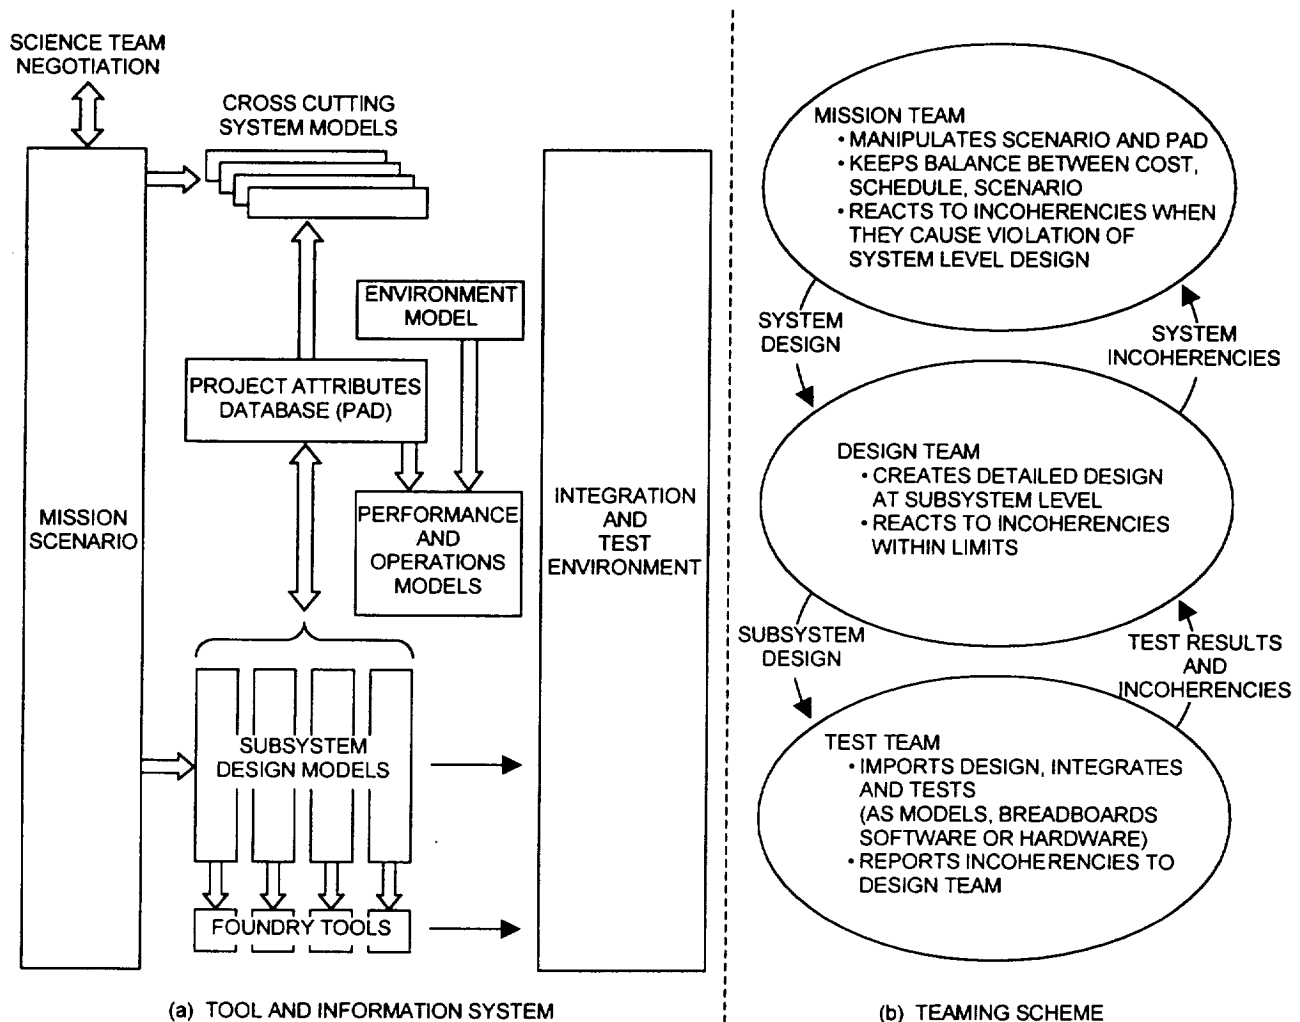 SCIENCE TEAM
NEGOTIATION
CROSS CUTTING
SYSTEM MODELS
ENVIRONMENT
MODEL
PROJECT ATTRIBUTES
DATABASE (PAD)
MISSION
SCENARIO
PERFORMANCE
AND
OPERATIONS
MODELS
INTEGRATION
AND
TEST
ENVIRONMENT
SUBSYSTEM
DESIGN MODELS
FOUNDRY TOOLS
(a) TOOL AND INFORMATION SYSTEM
MISSION TEAM
• MANIPULATES SCENARIO AND PAD
• KEEPS BALANCE BETWEEN COST,
SCHEDULE, SCENARIO
• REACTS TO INCOHERENCIES WHEN
THEY CAUSE VIOLATION OF
SYSTEM LEVEL DESIGN
SYSTEM
DESIGN
SYSTEM
INCOHERENCIES
DESIGN TEAM
• CREATES DETAILED DESIGN
AT SUBSYSTEM LEVEL
• REACTS TO INCOHERENCIES
WITHIN LIMITS
SUBSYSTEM
DESIGN
TEST RESULTS
AND
INCOHERENCIES
TEST TEAM
• IMPORTS DESIGN, INTEGRATES
AND TESTS
(AS MODELS, BREADBOARDS
SOFTWARE OR HARDWARE)
• REPORTS INCOHERENCIES TO
DESIGN TEAM
(b) TEAMING SCHEME